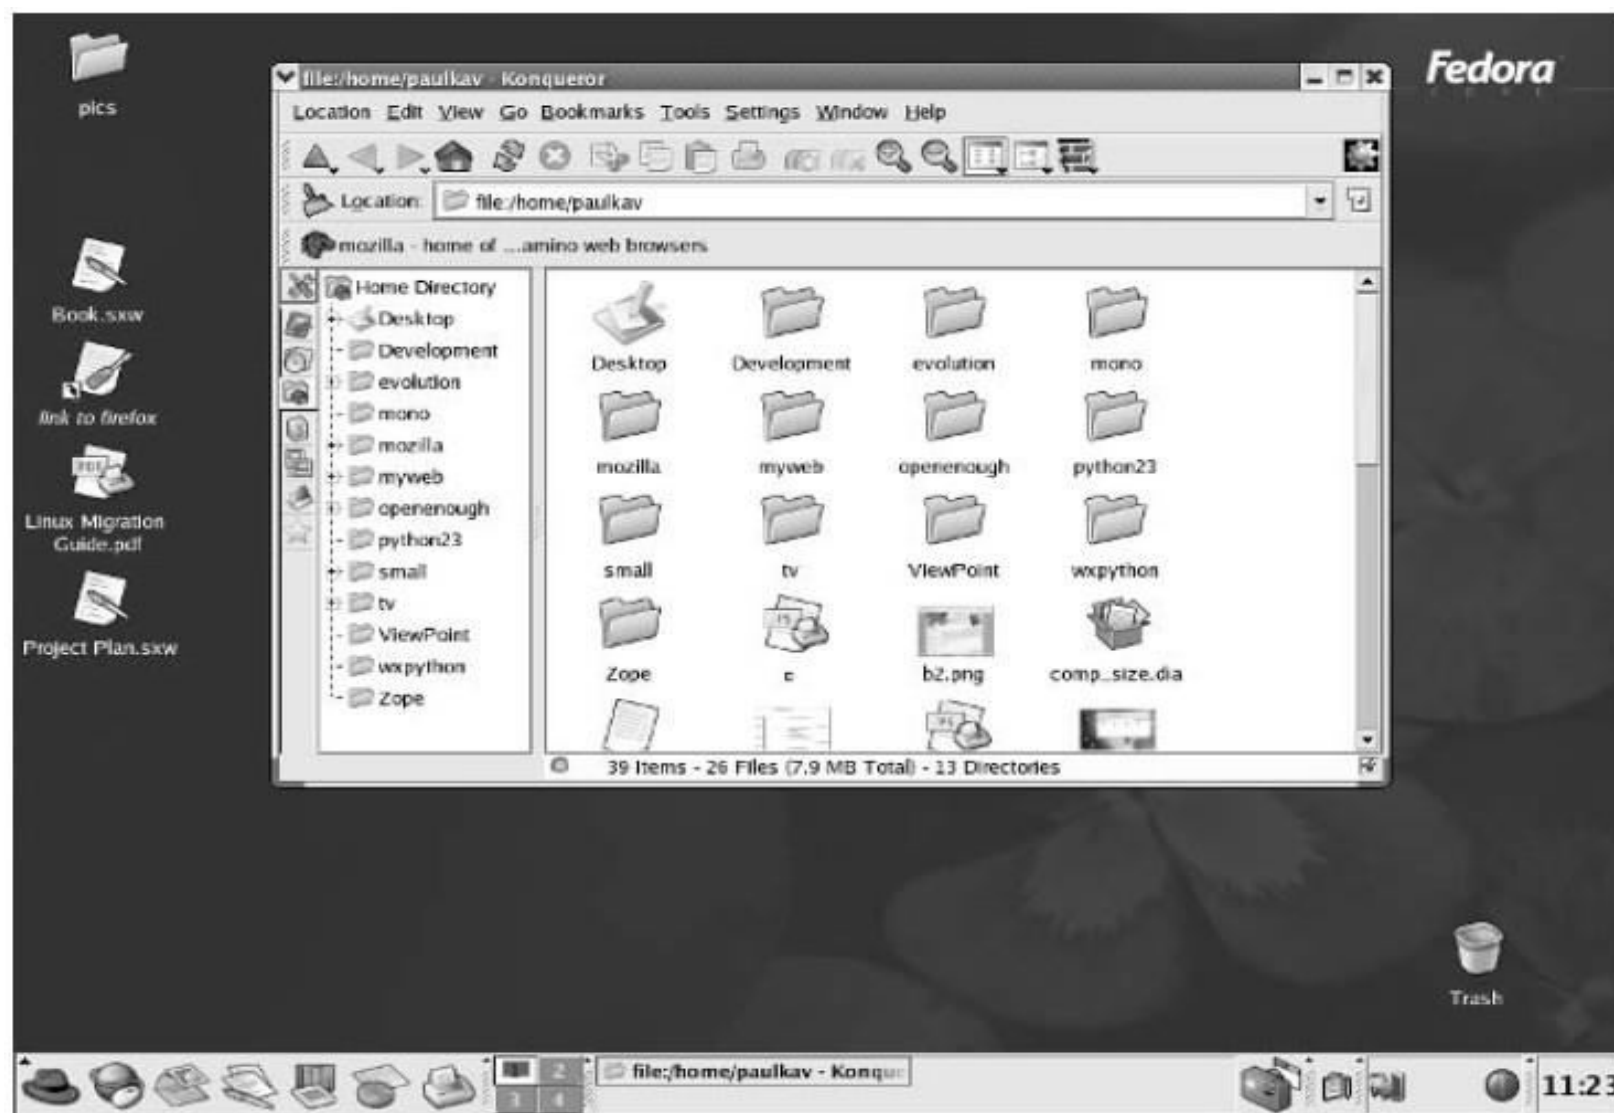 pics
Book.sxw
link to firefox
Linux Migration
Guide.pdf
Project Plan.sxw
Fedora
file:/home/paulkav - Konqueror
Location Edit View Go Bookmarks Tools Settings Window Help
Location: file:/home/paulkav
mozilla - home of ...amino web browsers
Home Directory
Desktop
Development
evolution
mono
mozilla
myweb
openenough
python23
small
tv
ViewPoint
wxpython
Zope
Desktop Development evolution mono
mozilla myweb openenough python23
small tv ViewPoint wxpython
Zope c b2.png comp_size.dia
39 Items - 26 Files (7.9 MB Total) - 13 Directories
Trash
2
3 4
file:/home/paulkav - Konqu
11:23